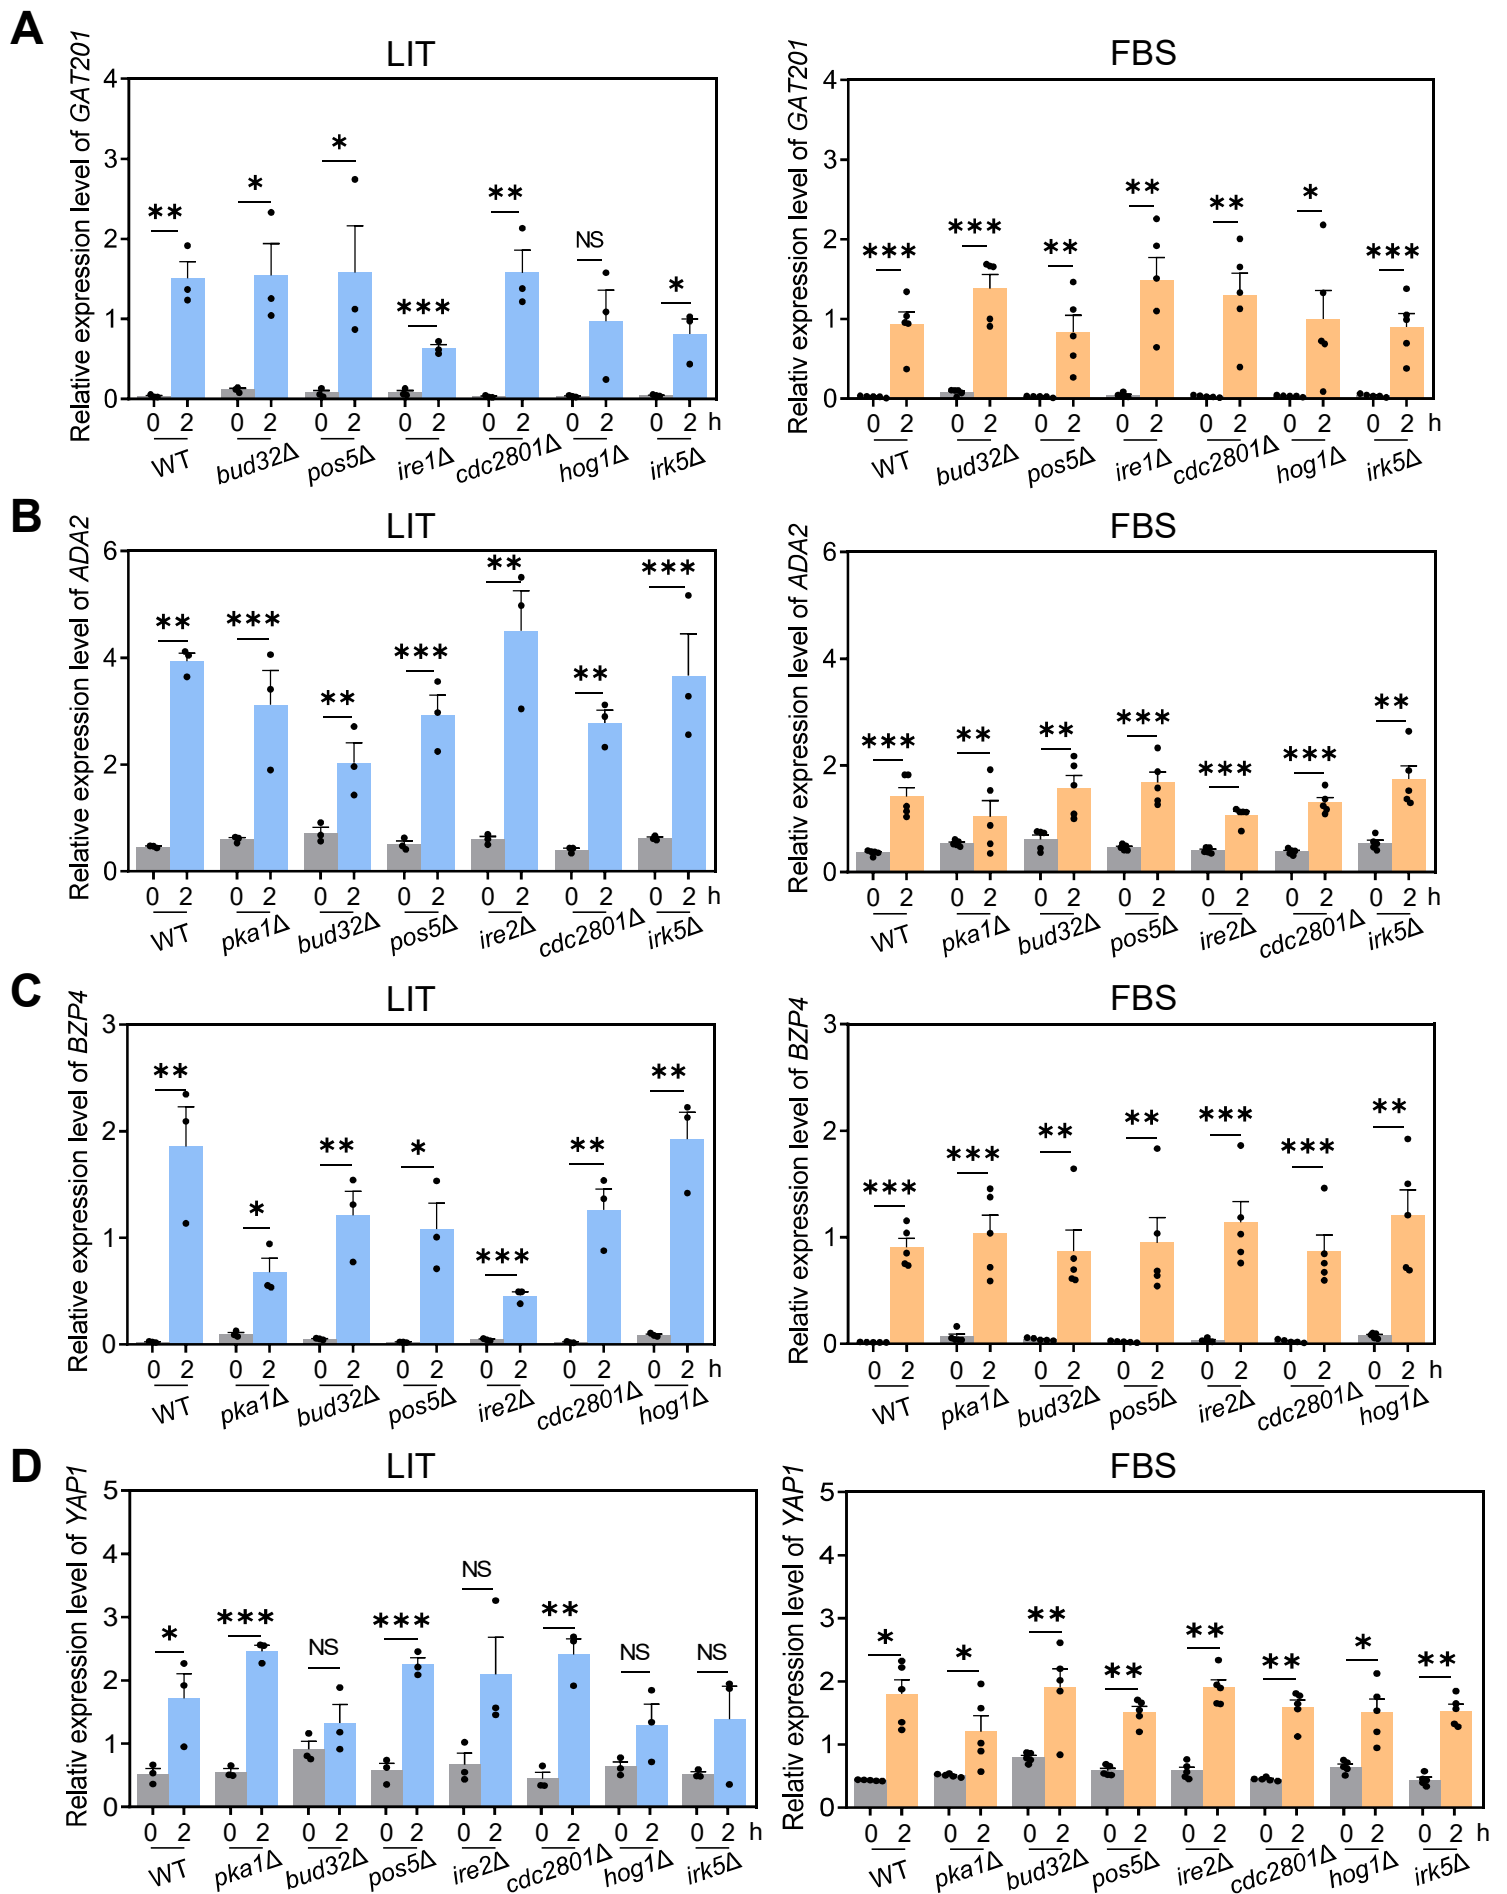 A
LIT
FBS
Relative expression level of GAT201
4
3
2
1
0
** * * *** ** NS *
0 2 0 2 0 2 0 2 0 2 0 2 0 2 h
WT bud32Δ pos5Δ ire1Δ cdc2801Δ hog1Δ irk5Δ
Relative expression level of GAT201
4
3
2
1
0
*** *** ** ** ** * ***
0 2 0 2 0 2 0 2 0 2 0 2 0 2 h
WT bud32Δ pos5Δ ire1Δ cdc2801Δ hog1Δ irk5Δ
B
LIT
FBS
Relative expression level of ADA2
6
4
2
0
** *** ** *** ** ** ***
0 2 0 2 0 2 0 2 0 2 0 2 0 2 h
WT pka1Δ bud32Δ pos5Δ ire2Δ cdc2801Δ irk5Δ
Relative expression level of ADA2
6
4
2
0
*** ** ** *** *** *** **
0 2 0 2 0 2 0 2 0 2 0 2 0 2 h
WT pka1Δ bud32Δ pos5Δ ire2Δ cdc2801Δ irk5Δ
C
LIT
FBS
Relative expression level of BZP4
3
2
1
0
** * ** * *** ** **
0 2 0 2 0 2 0 2 0 2 0 2 0 2 h
WT pka1Δ bud32Δ pos5Δ ire2Δ cdc2801Δ hog1Δ
Relative expression level of BZP4
3
2
1
0
*** *** ** ** *** *** **
0 2 0 2 0 2 0 2 0 2 0 2 0 2 h
WT pka1Δ bud32Δ pos5Δ ire2Δ cdc2801Δ hog1Δ
D
LIT
FBS
Relative expression level of YAP1
5
4
3
2
1
0
* *** NS *** NS ** NS NS
0 2 0 2 0 2 0 2 0 2 0 2 0 2 0 2 h
WT pka1Δ bud32Δ pos5Δ ire2Δ cdc2801Δ hog1Δ irk5Δ
Relative expression level of YAP1
5
4
3
2
1
0
* * ** ** ** ** * **
0 2 0 2 0 2 0 2 0 2 0 2 0 2 0 2 h
WT pka1Δ bud32Δ pos5Δ ire2Δ cdc2801Δ hog1Δ irk5Δ